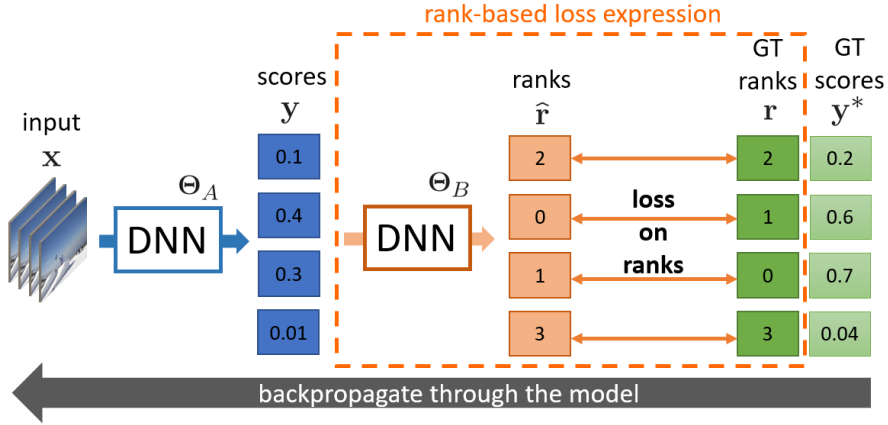 rank-based loss expression
input
x
Θ_A
DNN
scores
y
0.1
0.4
0.3
0.01
Θ_B
DNN
ranks
r̂
2
0
1
3
loss
on
ranks
GT
ranks
r
2
1
0
3
GT
scores
y*
0.2
0.6
0.7
0.04
backpropagate through the model